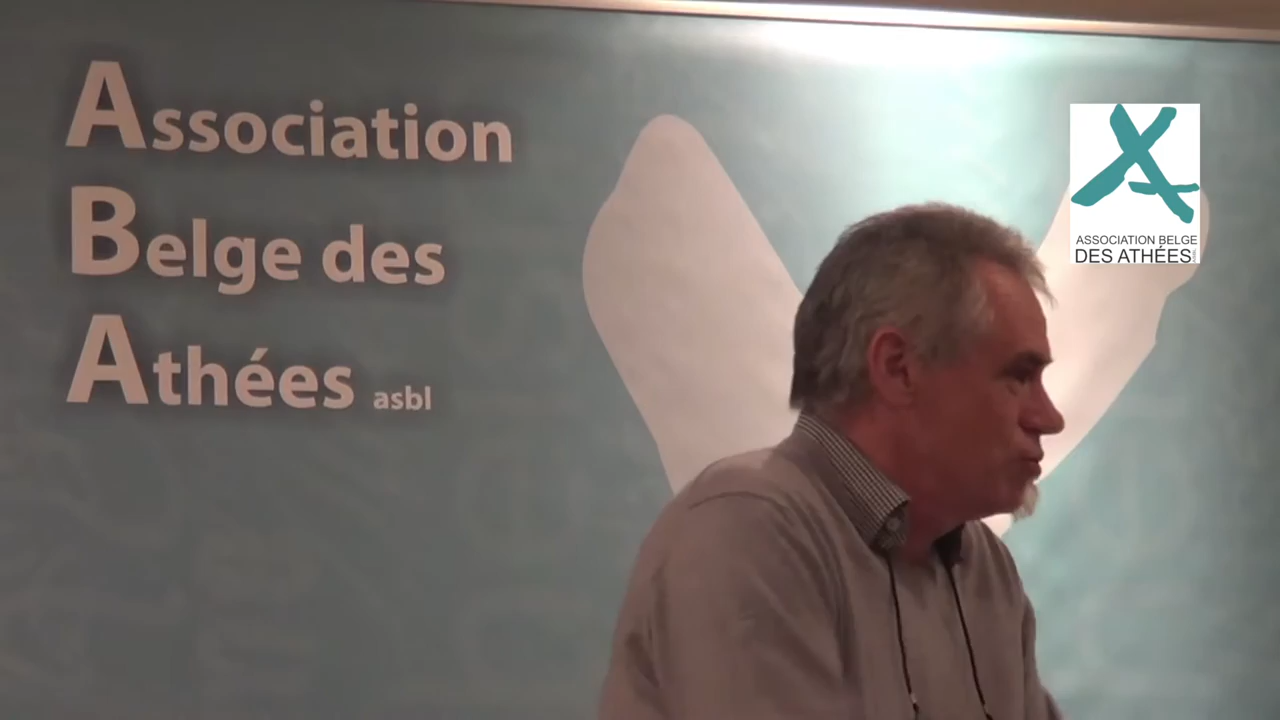 Association
Belge des
Athées asbl
ASSOCIATION BELGE
DES ATHÉES